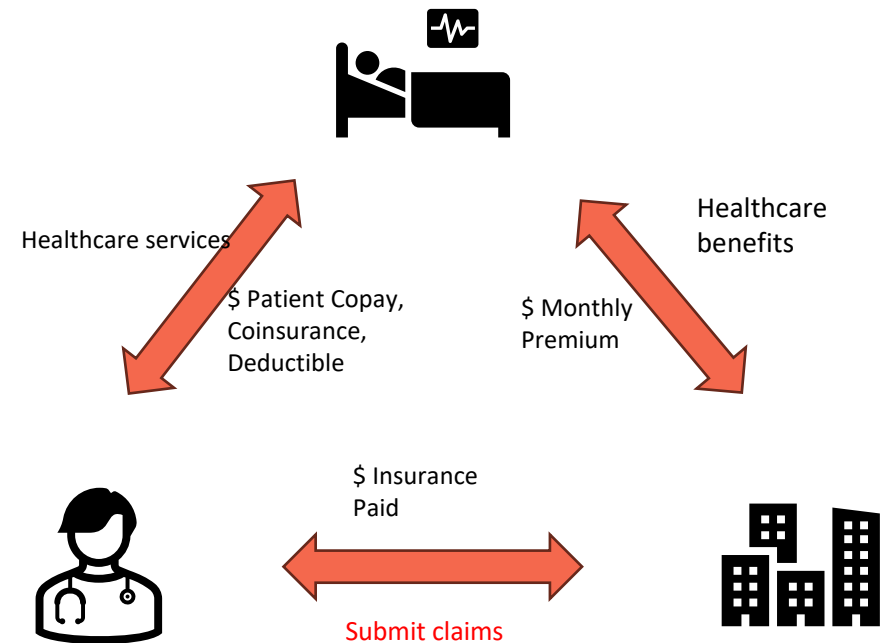 Healthcare services
Healthcare
benefits
$ Patient Copay,
Coinsurance,
Deductible
$ Monthly
Premium
$ Insurance
Paid
Submit claims